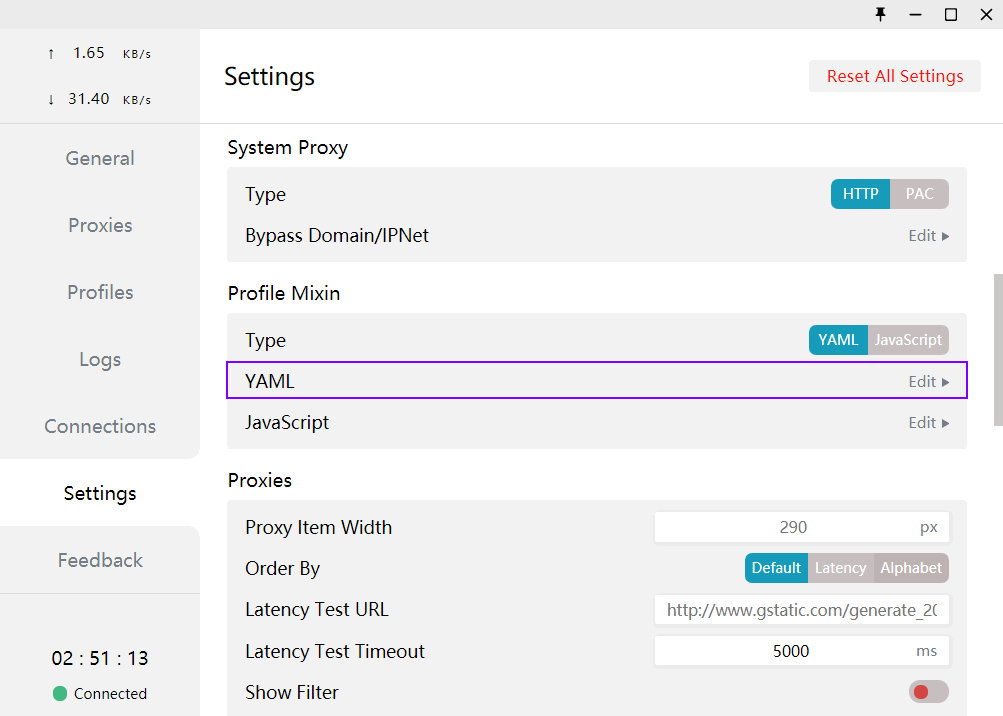 ↑ 1.65 KB/s
↓ 31.40 KB/s
General
Proxies
Profiles
Logs
Connections
Settings
Feedback
02 : 51 : 13
Connected
Settings
Reset All Settings
System Proxy
Type HTTP PAC
Bypass Domain/IPNet Edit
Profile Mixin
Type YAML JavaScript
YAML Edit
JavaScript Edit
Proxies
Proxy Item Width 290 px
Order By Default Latency Alphabet
Latency Test URL http://www.gstatic.com/generate_20
Latency Test Timeout 5000 ms
Show Filter